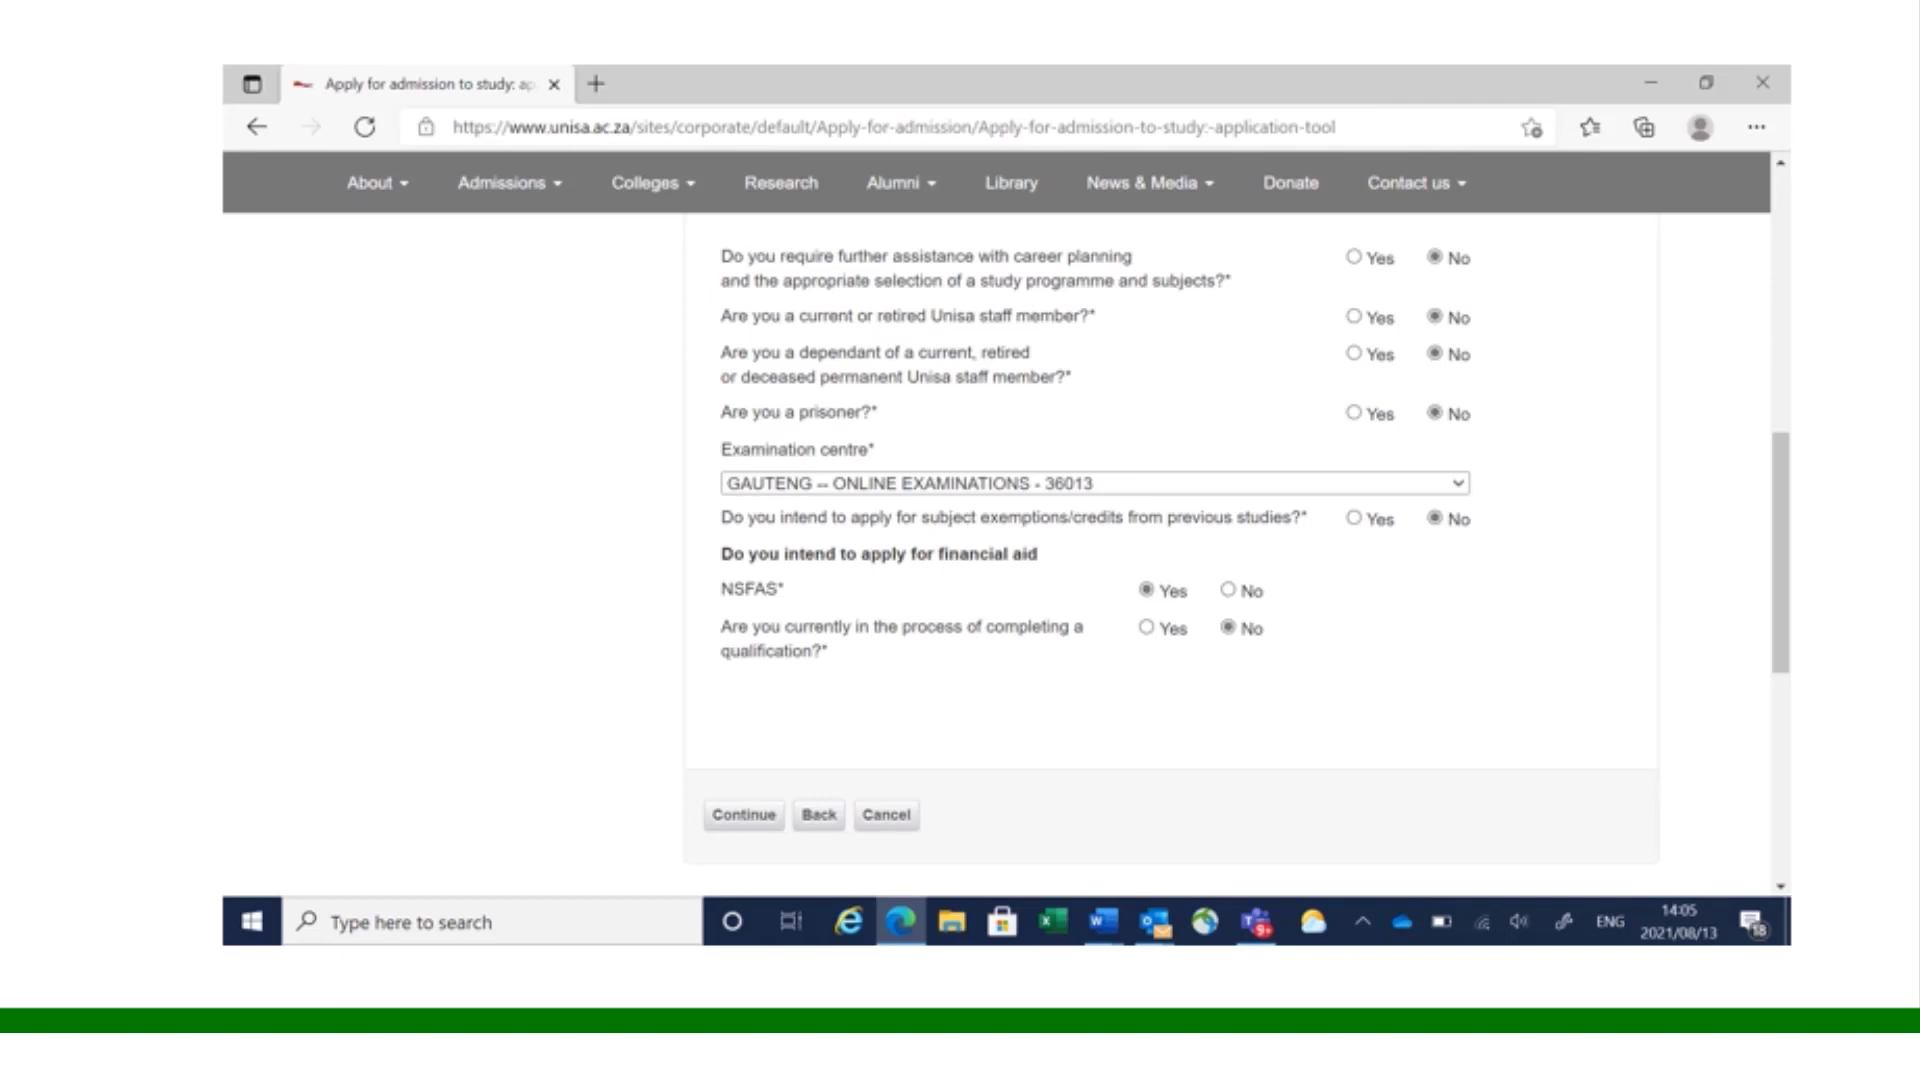 Apply for admission to study: ap
https://www.unisa.ac.za/sites/corporate/default/Apply-for-admission/Apply-for-admission-to-study:-application-tool
About Admissions Colleges Research Alumni Library News & Media Donate Contact us
Do you require further assistance with career planning Yes No
and the appropriate selection of a study programme and subjects?*
Are you a current or retired Unisa staff member?* Yes No
Are you a dependant of a current, retired Yes No
or deceased permanent Unisa staff member?*
Are you a prisoner?* Yes No
Examination centre*
GAUTENG -- ONLINE EXAMINATIONS - 36013
Do you intend to apply for subject exemptions/credits from previous studies?* Yes No
Do you intend to apply for financial aid
NSFAS* Yes No
Are you currently in the process of completing a Yes No
qualification?*
Continue Back Cancel
Type here to search
9+
ENG
14:05
2021/08/13
18